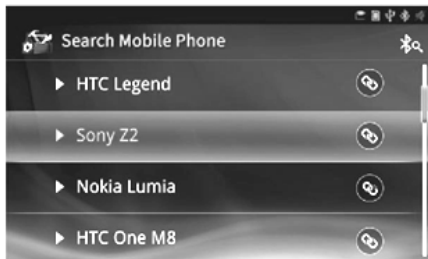 Search Mobile Phone
HTC Legend
Sony Z2
Nokia Lumia
HTC One M8